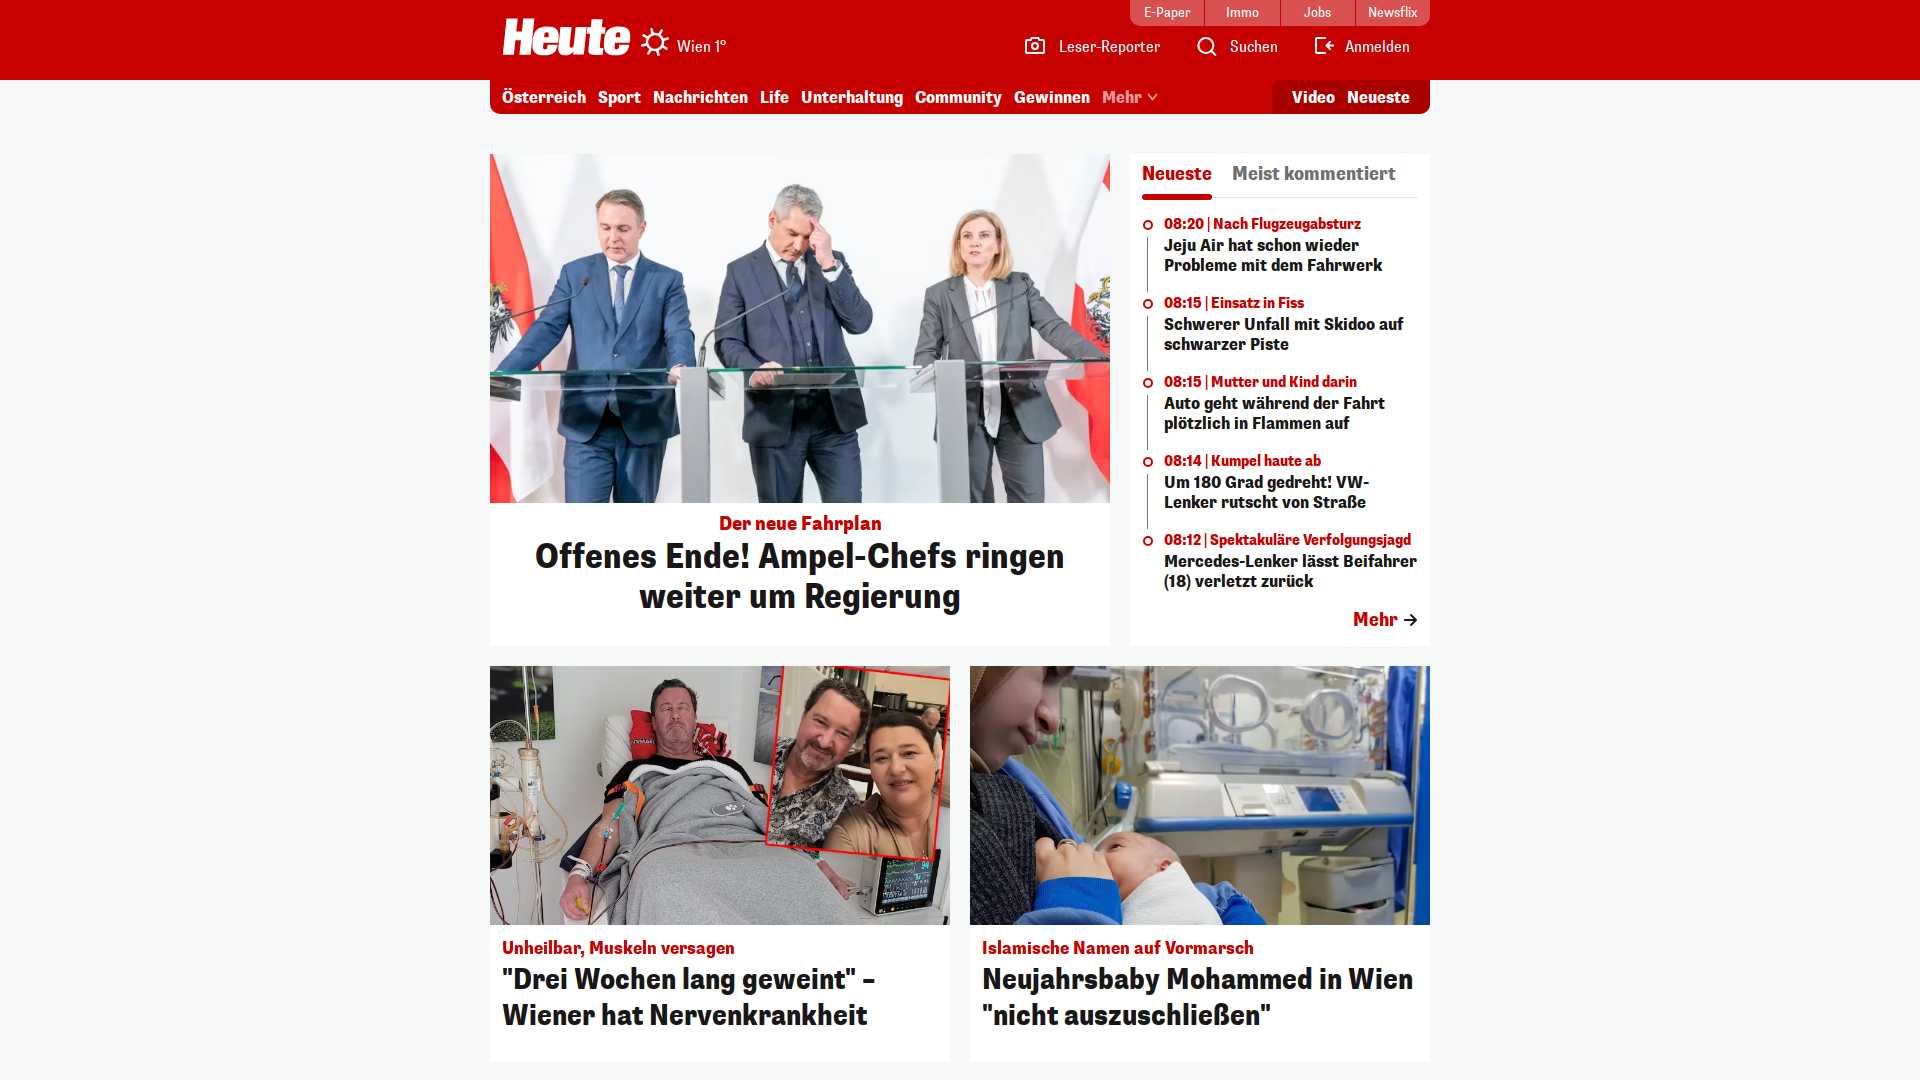 E-Paper
Immo
Jobs
Newsflix
Heute
Wien 1°
Leser-Reporter
Suchen
Anmelden
Österreich
Sport
Nachrichten
Life
Unterhaltung
Community
Gewinnen
Mehr
Video
Neueste
Der neue Fahrplan
Offenes Ende! Ampel-Chefs ringen
weiter um Regierung
Neueste
Meist kommentiert
08:20 | Nach Flugzeugabsturz
Jeju Air hat schon wieder
Probleme mit dem Fahrwerk
08:15 | Einsatz in Fiss
Schwerer Unfall mit Skidoo auf
schwarzer Piste
08:15 | Mutter und Kind darin
Auto geht während der Fahrt
plötzlich in Flammen auf
08:14 | Kumpel haute ab
Um 180 Grad gedreht! VW-
Lenker rutscht von Straße
08:12 | Spektakuläre Verfolgungsjagd
Mercedes-Lenker lässt Beifahrer
(18) verletzt zurück
Mehr
Unheilbar, Muskeln versagen
"Drei Wochen lang geweint" –
Wiener hat Nervenkrankheit
Islamische Namen auf Vormarsch
Neujahrsbaby Mohammed in Wien
"nicht auszuschließen"